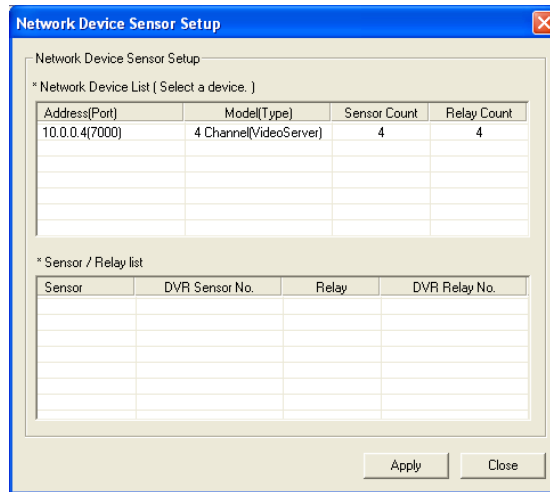 Network Device Sensor Setup
Network Device Sensor Setup
* Network Device List ( Select a device. )
Address(Port) Model(Type) Sensor Count Relay Count
10.0.0.4(7000) 4 Channel(VideoServer) 4 4
* Sensor / Relay list
Sensor DVR Sensor No. Relay DVR Relay No.
Apply Close